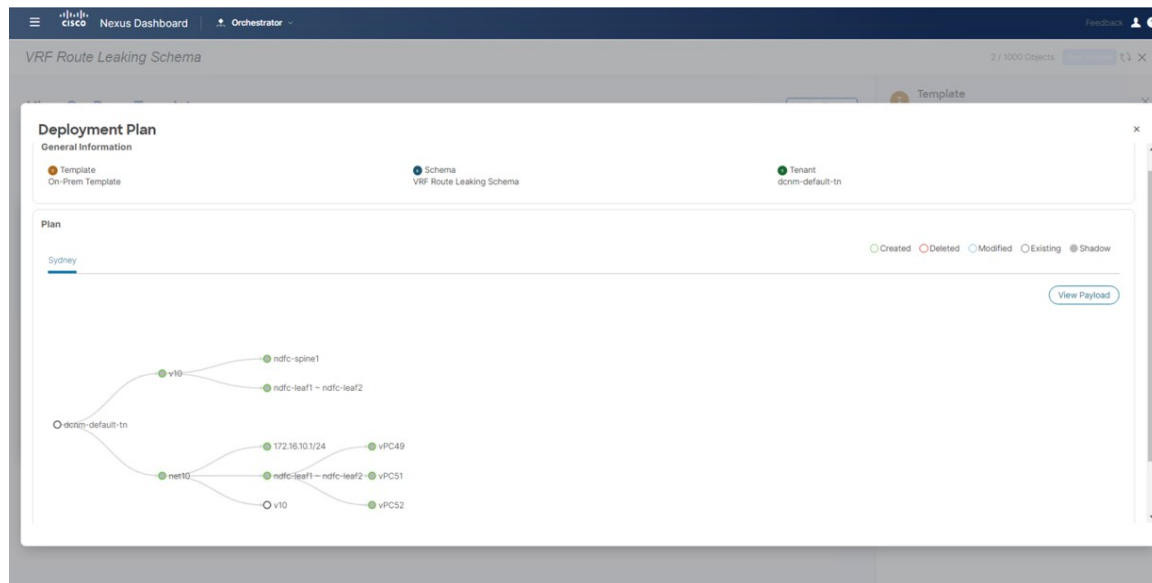 cisco Nexus Dashboard Orchestrator Feedback
VRF Route Leaking Schema 2 / 1000 Objects
Template
Deployment Plan
General Information
Template Schema Tenant
On-Prem Template VRF Route Leaking Schema dcnm-default-tn
Plan
Created Deleted Modified Existing Shadow
Sydney
View Payload
ndfc-spine1
v10
ndfc-leaf1 ~ ndfc-leaf2
dcnm-default-tn
172.16.10.1/24 vPC49
net10 ndfc-leaf1 ~ ndfc-leaf2 vPC51
v10 vPC52